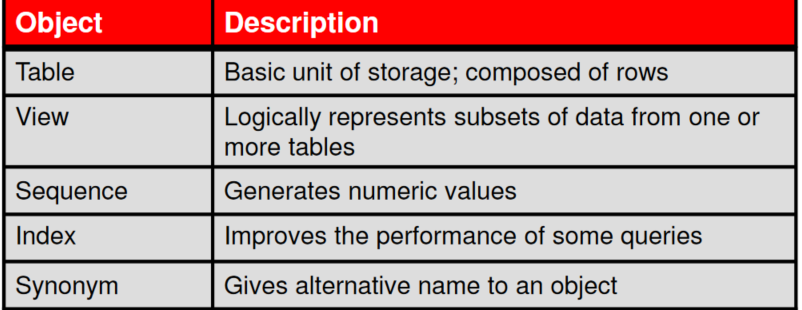 Object Description
Table Basic unit of storage; composed of rows
View Logically represents subsets of data from one or
more tables
Sequence Generates numeric values
Index Improves the performance of some queries
Synonym Gives alternative name to an object